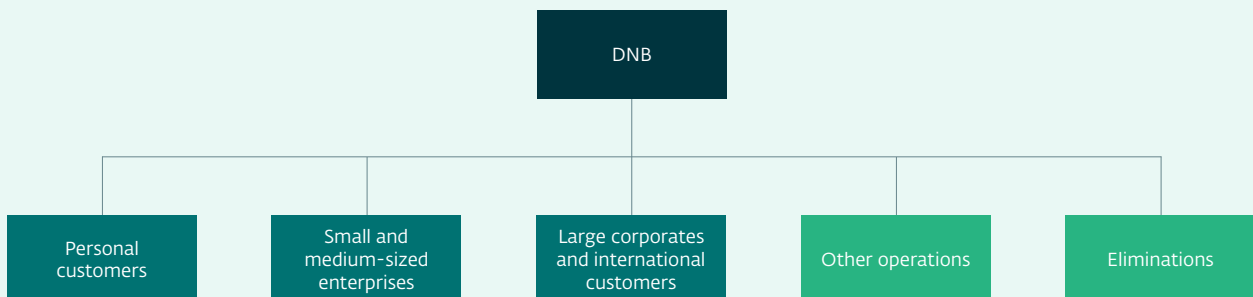 DNB
Personal
customers
Small and
medium-sized
enterprises
Large corporates
and international
customers
Other operations
Eliminations